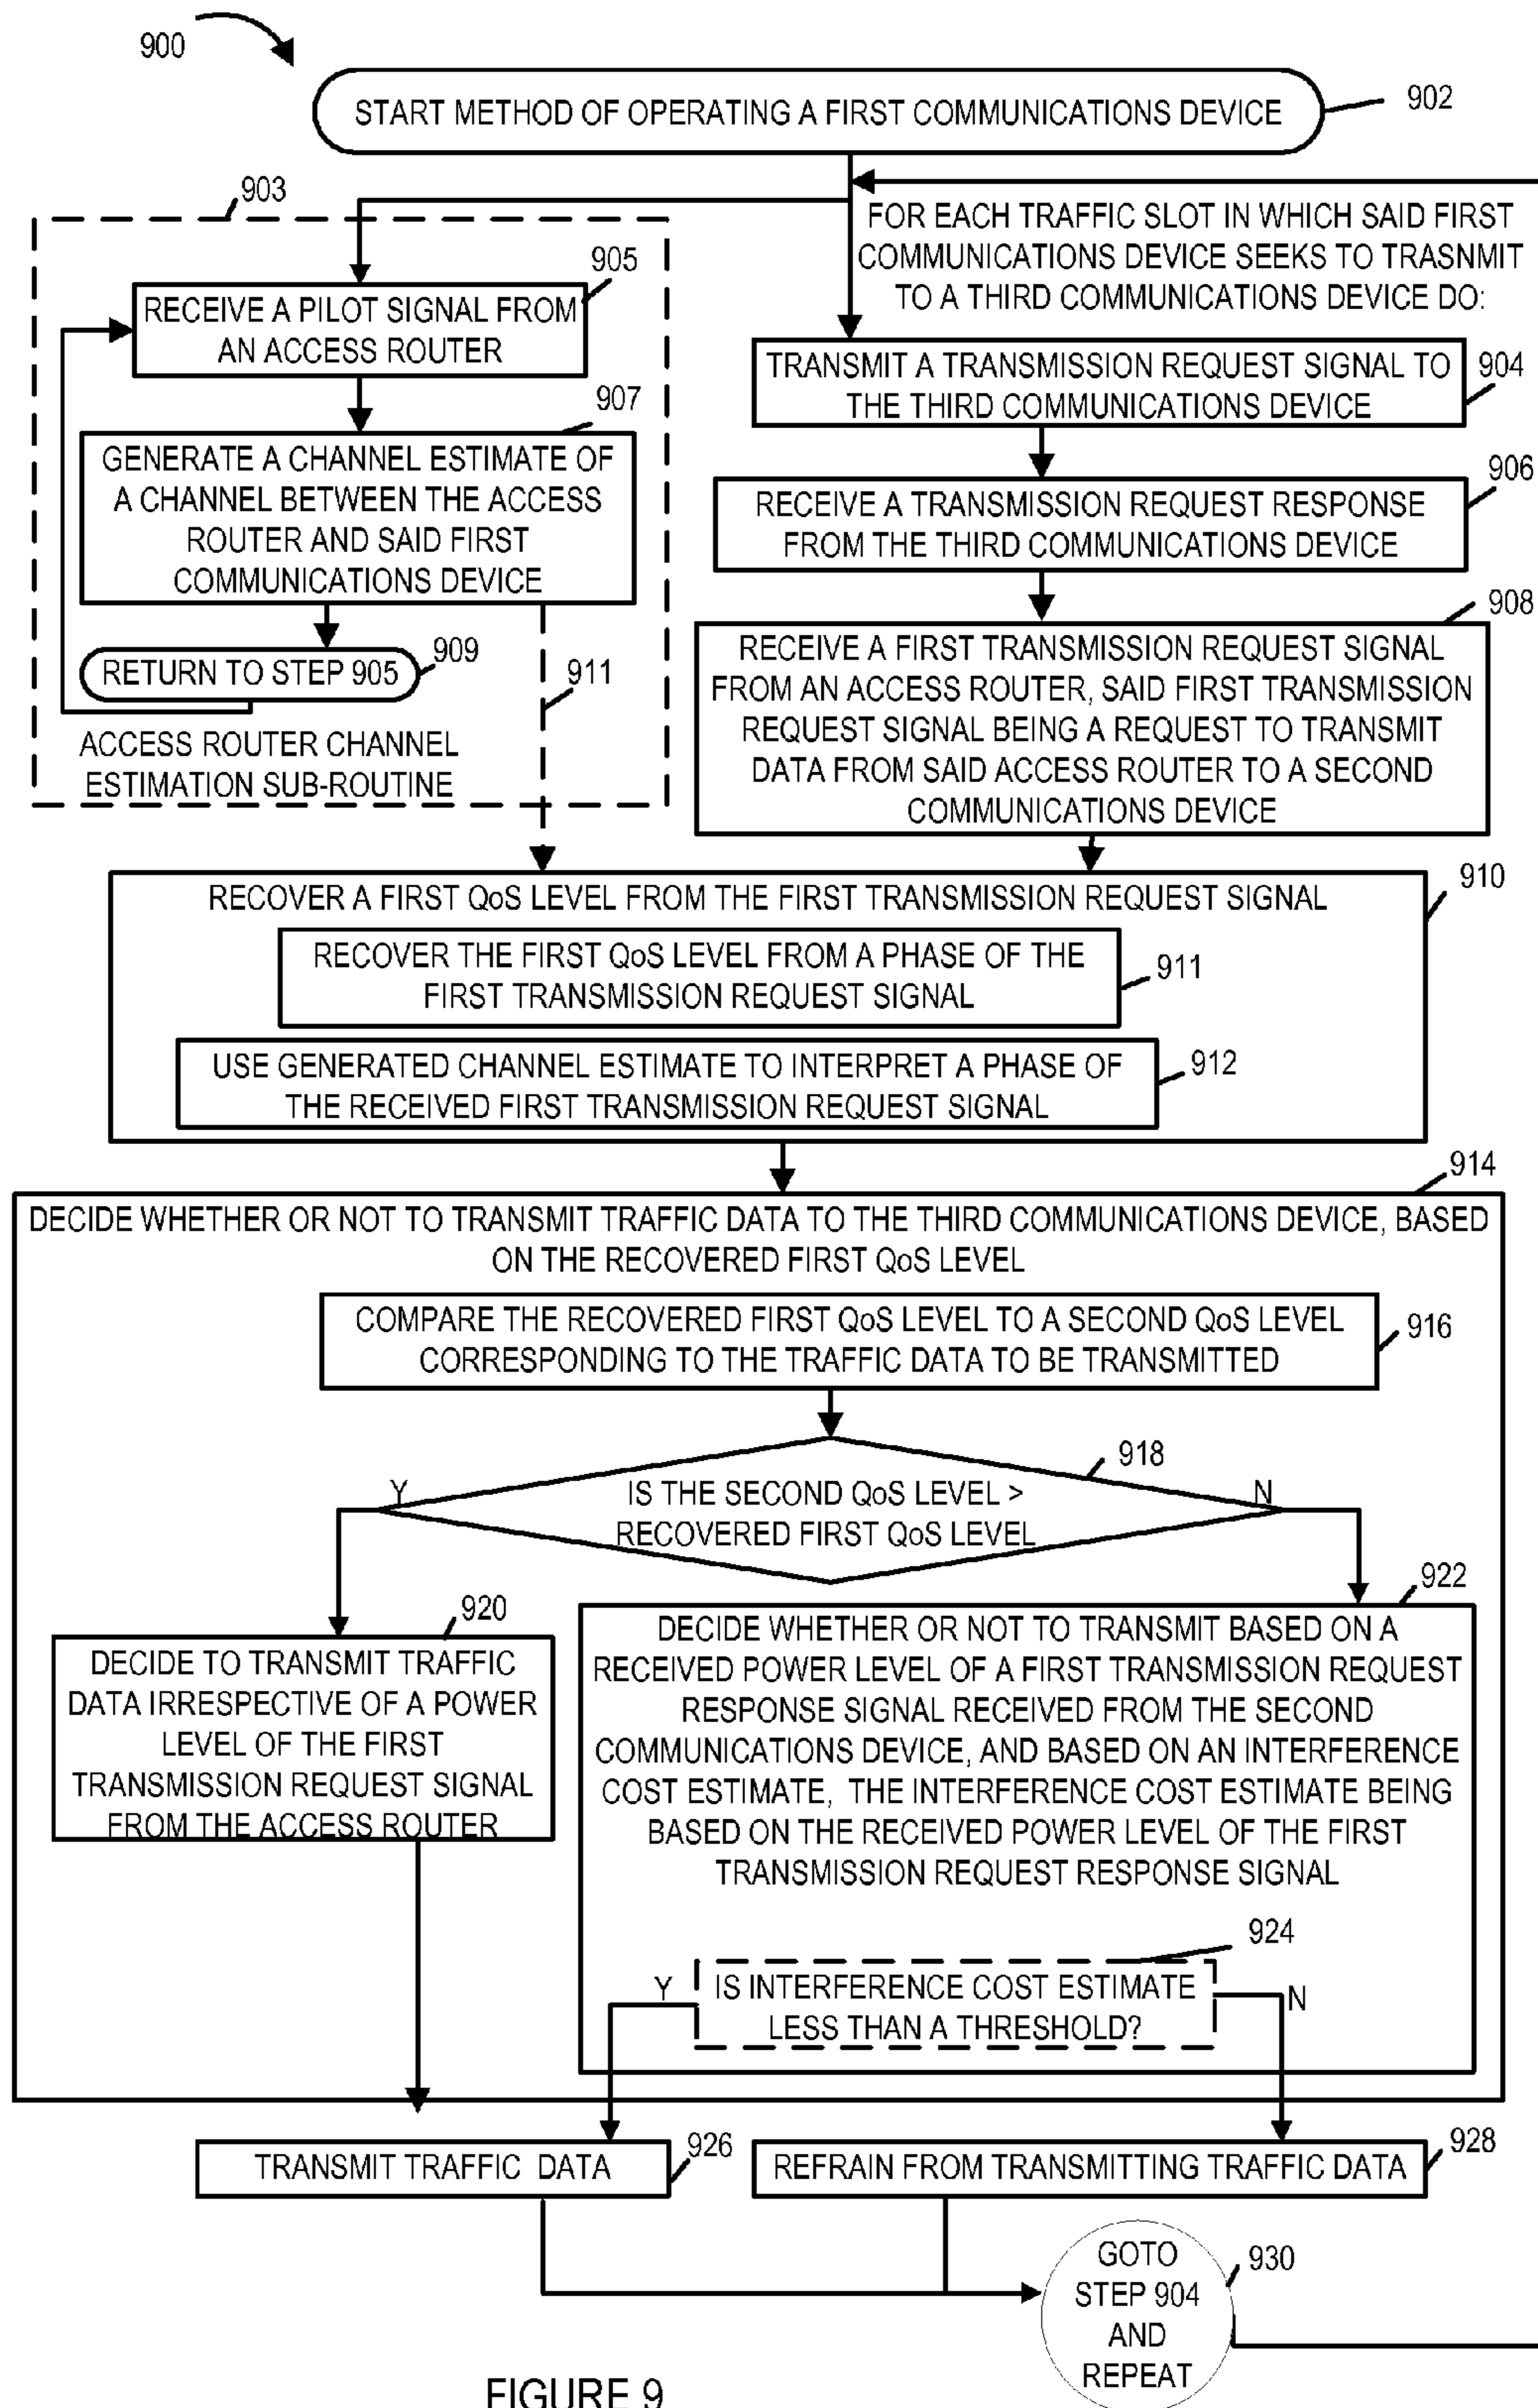 900
START METHOD OF OPERATING A FIRST COMMUNICATIONS DEVICE
902
903
FOR EACH TRAFFIC SLOT IN WHICH SAID FIRST
COMMUNICATIONS DEVICE SEEKS TO TRASNMIT
TO A THIRD COMMUNICATIONS DEVICE DO:
905
RECEIVE A PILOT SIGNAL FROM
AN ACCESS ROUTER
907
GENERATE A CHANNEL ESTIMATE OF
A CHANNEL BETWEEN THE ACCESS
ROUTER AND SAID FIRST
COMMUNICATIONS DEVICE
RETURN TO STEP 905
909
911
ACCESS ROUTER CHANNEL
ESTIMATION SUB-ROUTINE
TRANSMIT A TRANSMISSION REQUEST SIGNAL TO
THE THIRD COMMUNICATIONS DEVICE
904
RECEIVE A TRANSMISSION REQUEST RESPONSE
FROM THE THIRD COMMUNICATIONS DEVICE
906
908
RECEIVE A FIRST TRANSMISSION REQUEST SIGNAL
FROM AN ACCESS ROUTER, SAID FIRST TRANSMISSION
REQUEST SIGNAL BEING A REQUEST TO TRANSMIT
DATA FROM SAID ACCESS ROUTER TO A SECOND
COMMUNICATIONS DEVICE
RECOVER A FIRST QoS LEVEL FROM THE FIRST TRANSMISSION REQUEST SIGNAL
910
RECOVER THE FIRST QoS LEVEL FROM A PHASE OF THE
FIRST TRANSMISSION REQUEST SIGNAL
911
USE GENERATED CHANNEL ESTIMATE TO INTERPRET A PHASE OF
THE RECEIVED FIRST TRANSMISSION REQUEST SIGNAL
912
914
DECIDE WHETHER OR NOT TO TRANSMIT TRAFFIC DATA TO THE THIRD COMMUNICATIONS DEVICE, BASED
ON THE RECOVERED FIRST QoS LEVEL
COMPARE THE RECOVERED FIRST QoS LEVEL TO A SECOND QoS LEVEL
CORRESPONDING TO THE TRAFFIC DATA TO BE TRANSMITTED
916
918
Y
IS THE SECOND QoS LEVEL >
RECOVERED FIRST QoS LEVEL
N
920
DECIDE TO TRANSMIT TRAFFIC
DATA IRRESPECTIVE OF A POWER
LEVEL OF THE FIRST
TRANSMISSION REQUEST SIGNAL
FROM THE ACCESS ROUTER
922
DECIDE WHETHER OR NOT TO TRANSMIT BASED ON A
RECEIVED POWER LEVEL OF A FIRST TRANSMISSION REQUEST
RESPONSE SIGNAL RECEIVED FROM THE SECOND
COMMUNICATIONS DEVICE, AND BASED ON AN INTERFERENCE
COST ESTIMATE, THE INTERFERENCE COST ESTIMATE BEING
BASED ON THE RECEIVED POWER LEVEL OF THE FIRST
TRANSMISSION REQUEST RESPONSE SIGNAL
924
Y
IS INTERFERENCE COST ESTIMATE
LESS THAN A THRESHOLD?
N
TRANSMIT TRAFFIC DATA
926
REFRAIN FROM TRANSMITTING TRAFFIC DATA
928
GOTO
STEP 904
AND
REPEAT
930
FIGURE 9